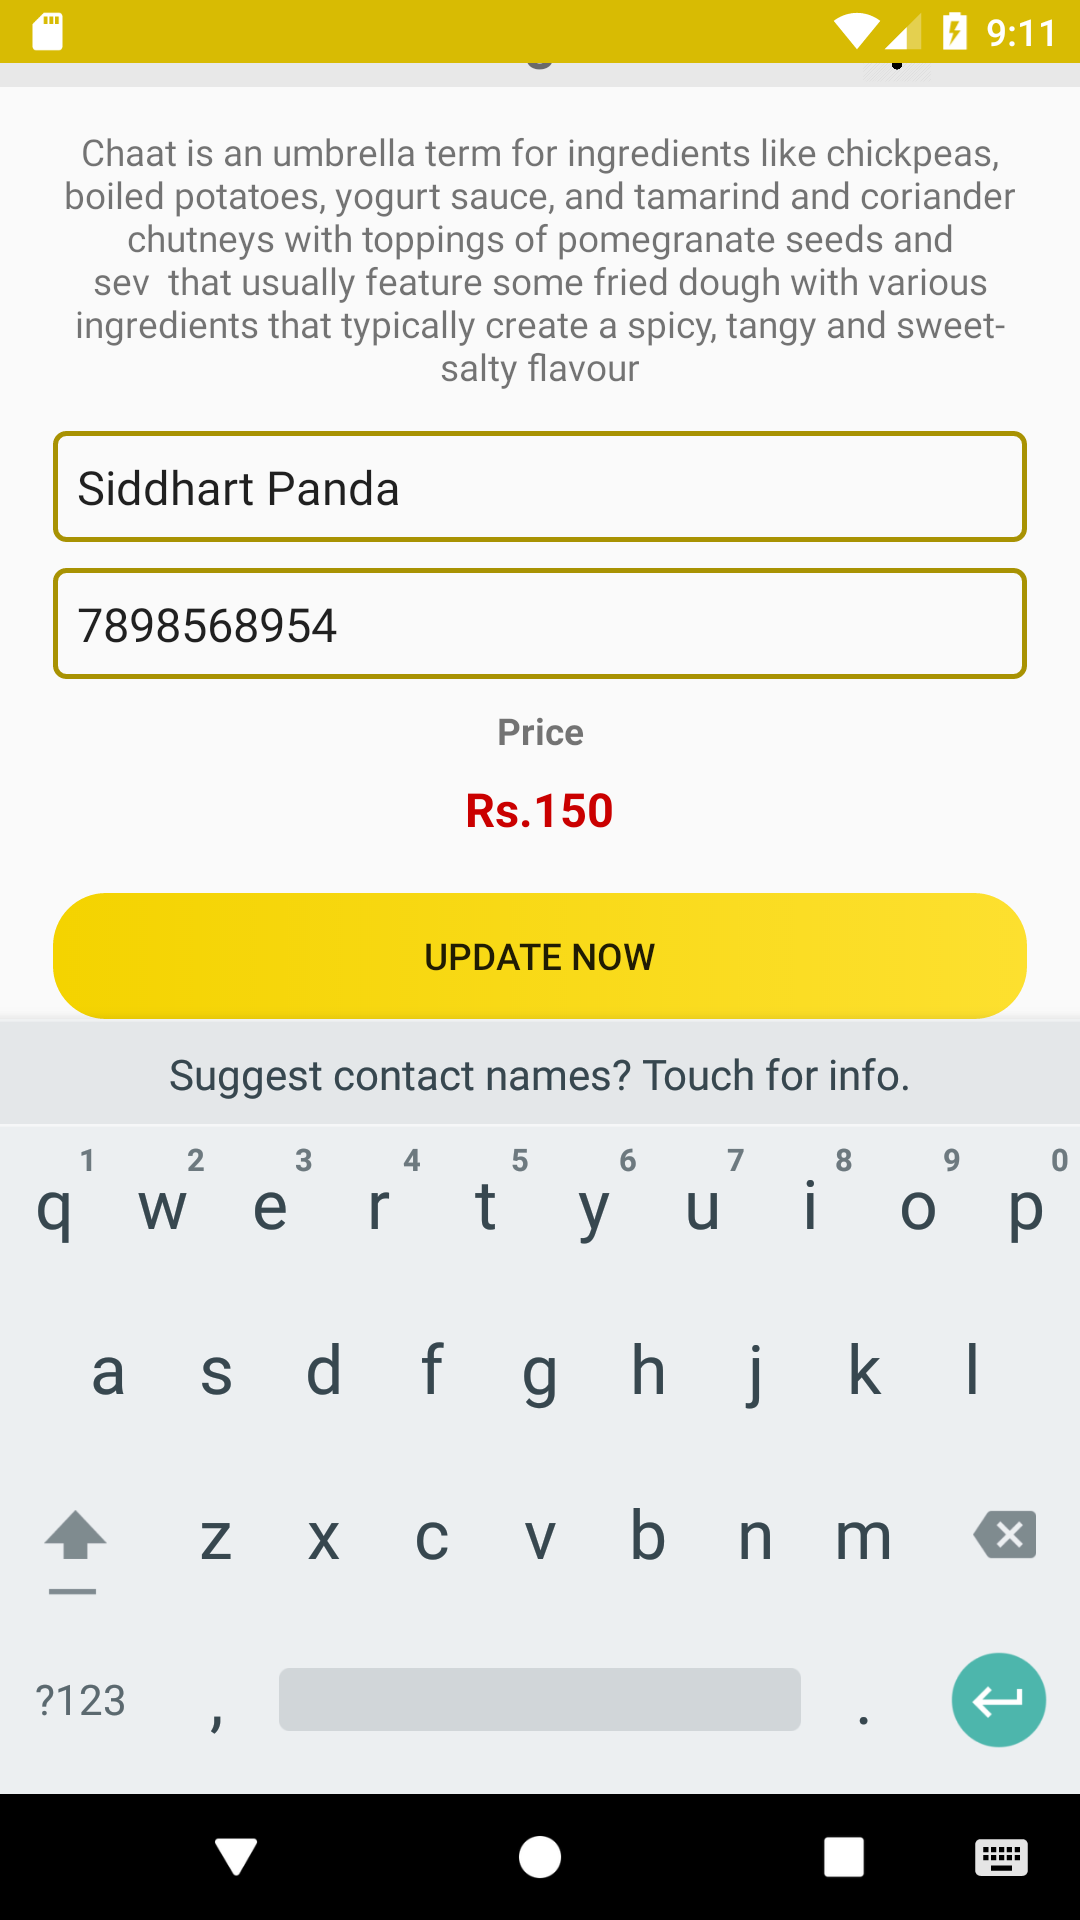 9:11
Chaat is an umbrella term for ingredients like chickpeas,
boiled potatoes, yogurt sauce, and tamarind and coriander
chutneys with toppings of pomegranate seeds and
sev  that usually feature some fried dough with various
ingredients that typically create a spicy, tangy and sweet-
salty flavour
Siddhart Panda
7898568954
Price
Rs.150
UPDATE NOW
Suggest contact names? Touch for info.
1 2 3 4 5 6 7 8 9 0
q w e r t y u i o p
a s d f g h j k l
z x c v b n m
?123 , .